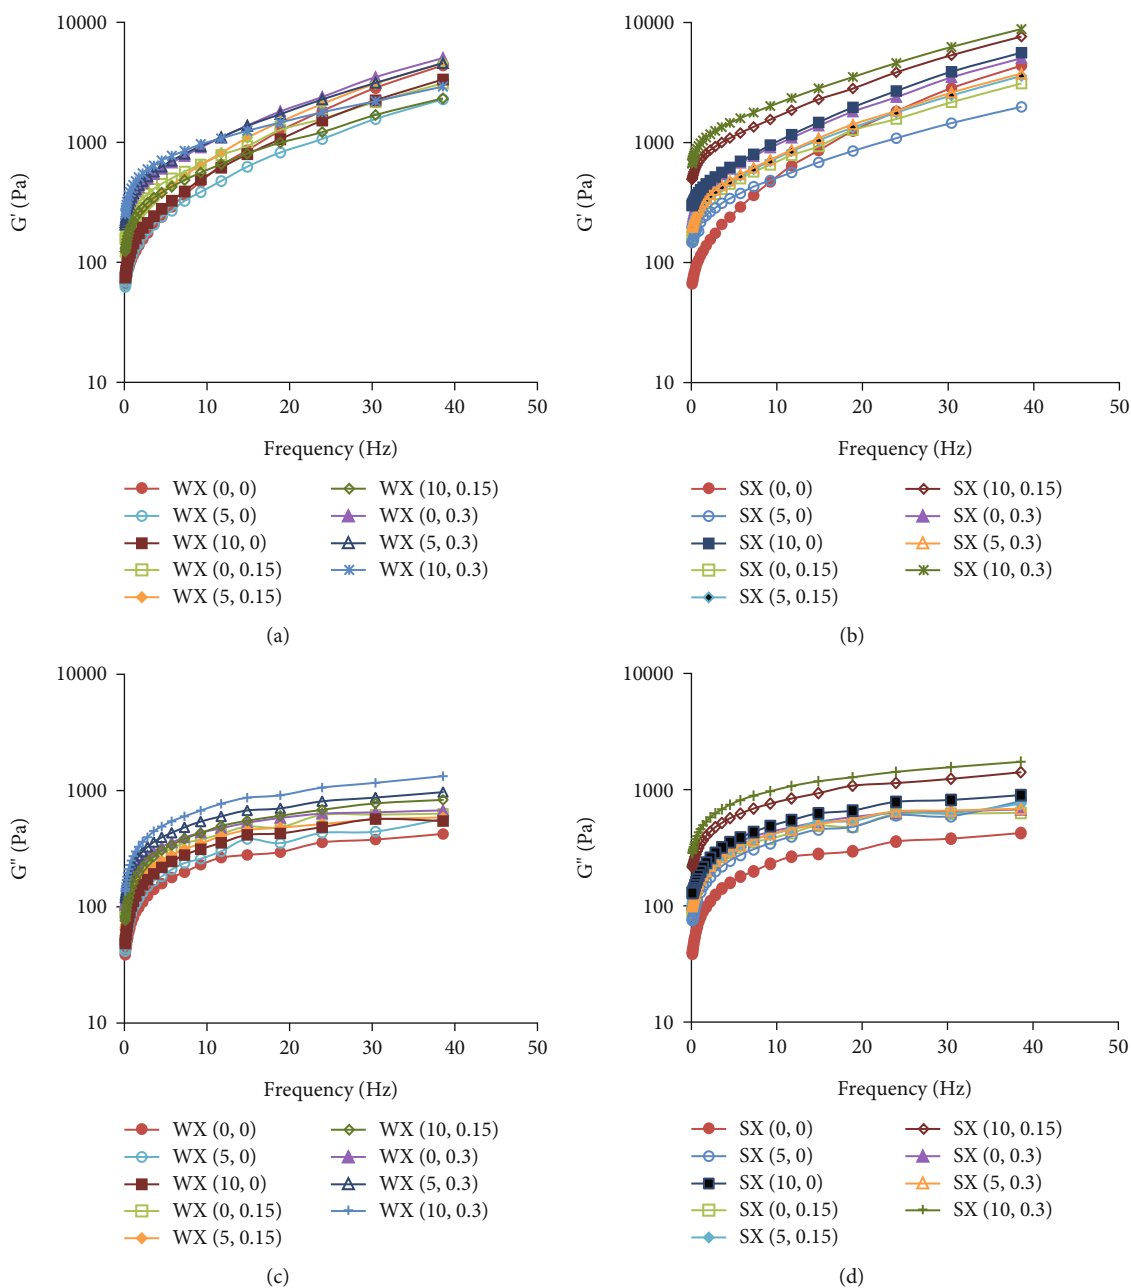 10000
1000
100
10
G' (Pa)
0 10 20 30 40 50
Frequency (Hz)
WX (0, 0)
WX (5, 0)
WX (10, 0)
WX (0, 0.15)
WX (5, 0.15)
WX (10, 0.15)
WX (0, 0.3)
WX (5, 0.3)
WX (10, 0.3)
(a)
10000
1000
100
10
G' (Pa)
0 10 20 30 40 50
Frequency (Hz)
SX (0, 0)
SX (5, 0)
SX (10, 0)
SX (0, 0.15)
SX (5, 0.15)
SX (10, 0.15)
SX (0, 0.3)
SX (5, 0.3)
SX (10, 0.3)
(b)
10000
1000
100
10
G" (Pa)
0 10 20 30 40 50
Frequency (Hz)
WX (0, 0)
WX (5, 0)
WX (10, 0)
WX (0, 0.15)
WX (5, 0.15)
WX (10, 0.15)
WX (0, 0.3)
WX (5, 0.3)
WX (10, 0.3)
(c)
10000
1000
100
10
G" (Pa)
0 10 20 30 40 50
Frequency (Hz)
SX (0, 0)
SX (5, 0)
SX (10, 0)
SX (0, 0.15)
SX (5, 0.15)
SX (10, 0.15)
SX (0, 0.3)
SX (5, 0.3)
SX (10, 0.3)
(d)